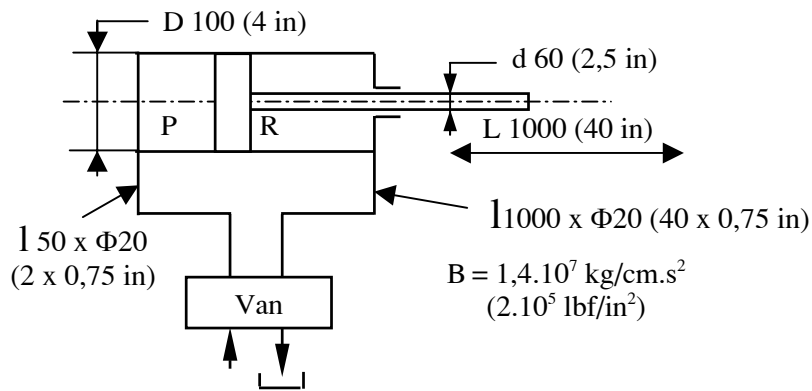 D 100 (4 in)
d 60 (2,5 in)
P
R
L 1000 (40 in)
l 50 x Φ20
(2 x 0,75 in)
l1000 x Φ20 (40 x 0,75 in)
B = 1,4.10⁷ kg/cm.s²
(2.10⁵ lbf/in²)
Van